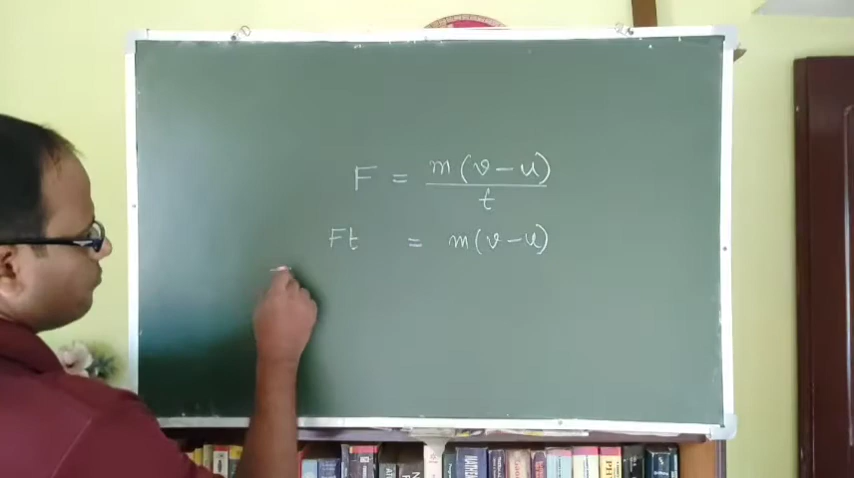 F = m(v-u)/t
Ft = m(v-u)